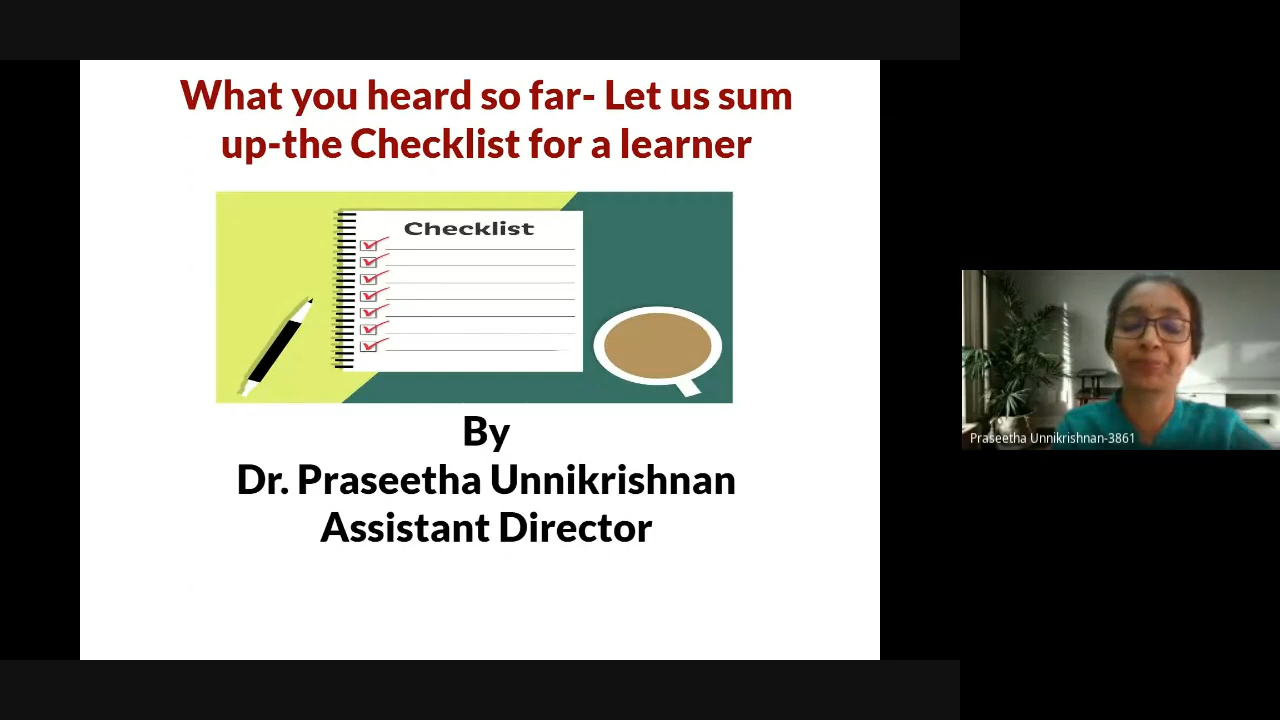 What you heard so far- Let us sum
up-the Checklist for a learner
Checklist
By
Dr. Praseetha Unnikrishnan
Assistant Director
Praseetha Unnikrishnan-3861